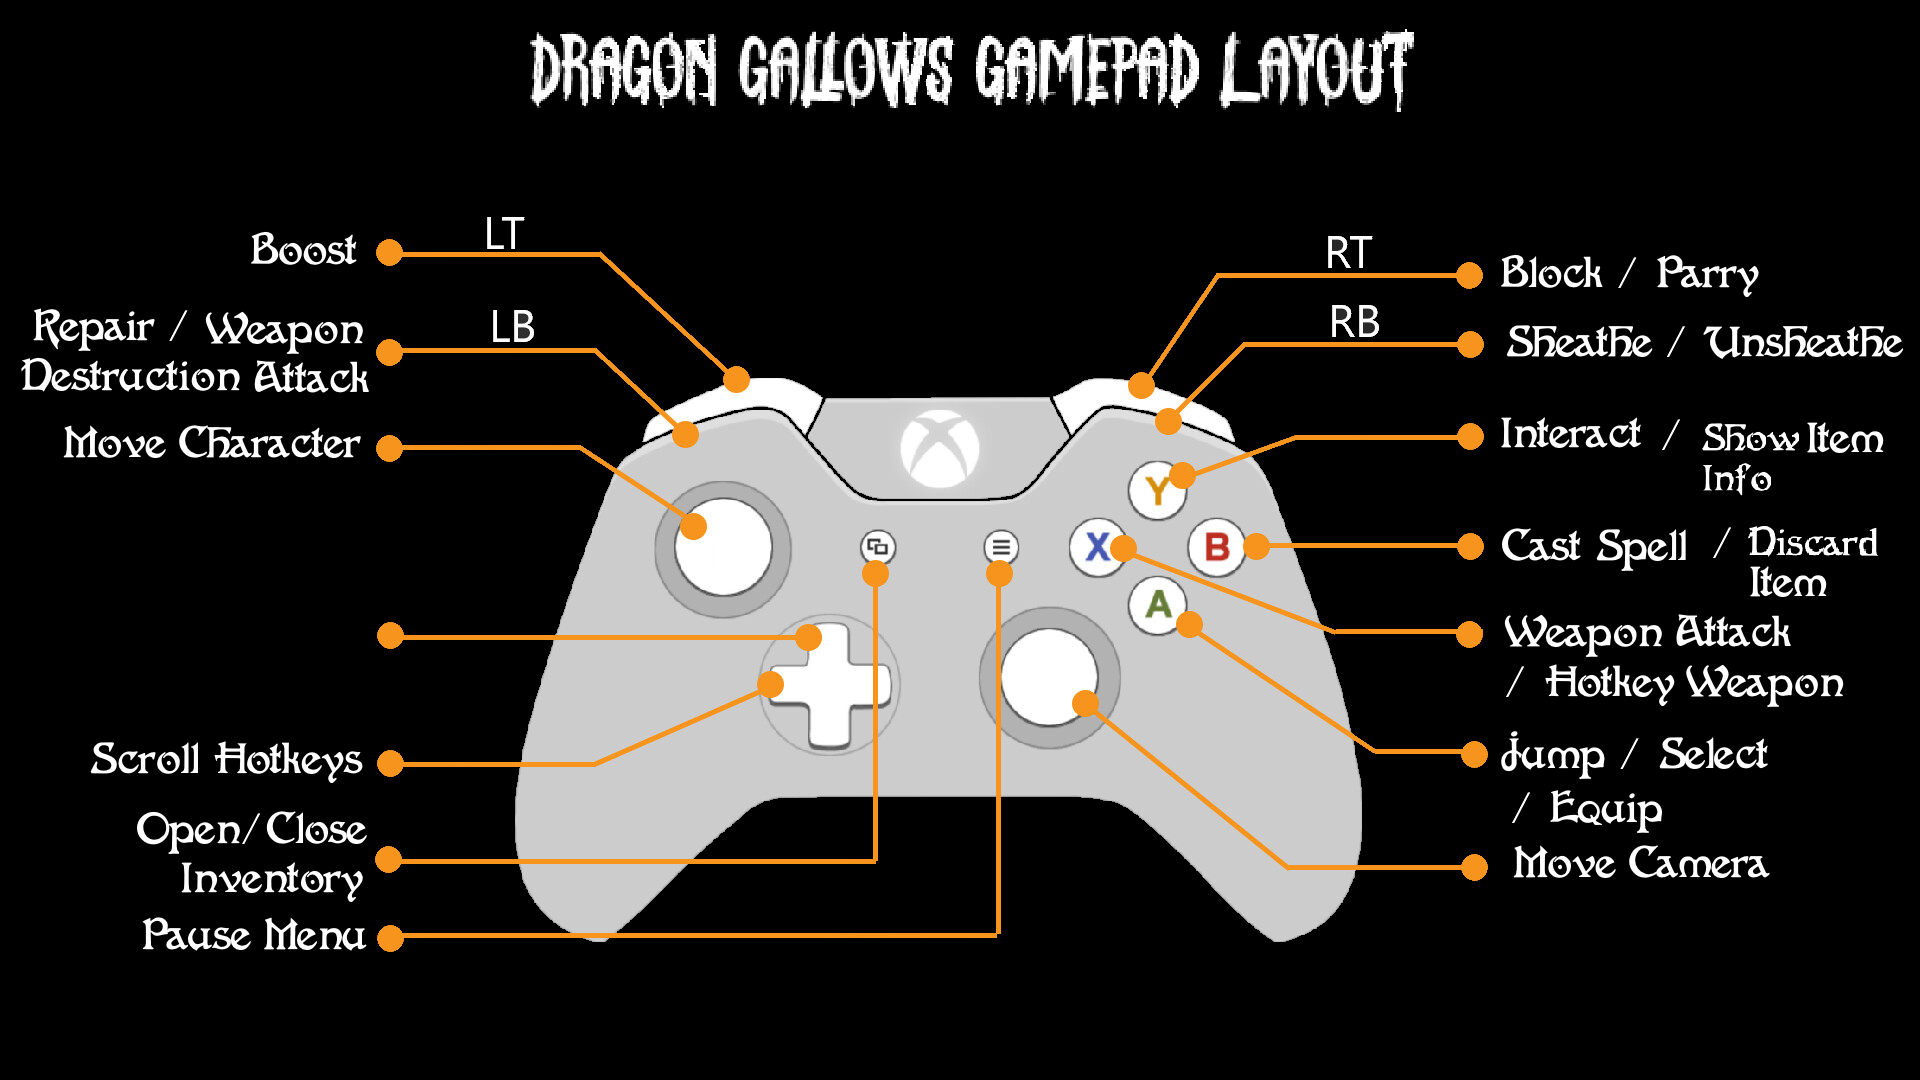 DRAGON GALLOWS GAMEPAD LAYOUT
LT
Boost
LB
Repair / Weapon
Destruction Attack
Move Character
Scroll Hotkeys
Open/Close
Inventory
Pause Menu
RT
Block / Parry
RB
Sheathe / Unsheathe
Interact / Show Item
Info
Cast Spell / Discard
Item
Weapon Attack
/ Hotkey Weapon
Jump / Select
/ Equip
Move Camera
Y
X
B
A